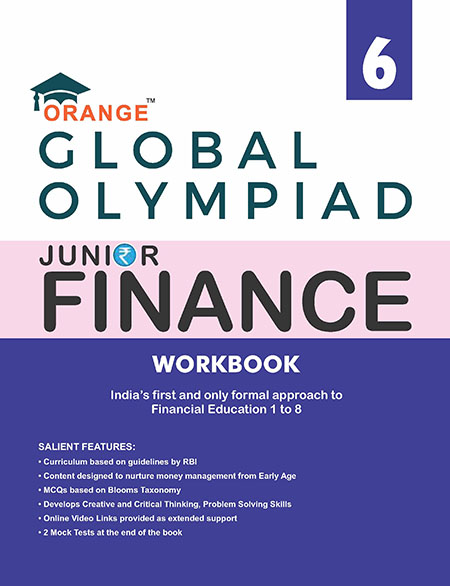 6
ORANGE™
GLOBAL
OLYMPIAD
JUNIOR
FINANCE
WORKBOOK
India's first and only formal approach to
Financial Education 1 to 8
SALIENT FEATURES:
• Curriculum based on guidelines by RBI
• Content designed to nurture money management from Early Age
• MCQs based on Blooms Taxonomy
• Develops Creative and Critical Thinking, Problem Solving Skills
• Online Video Links provided as extended support
• 2 Mock Tests at the end of the book